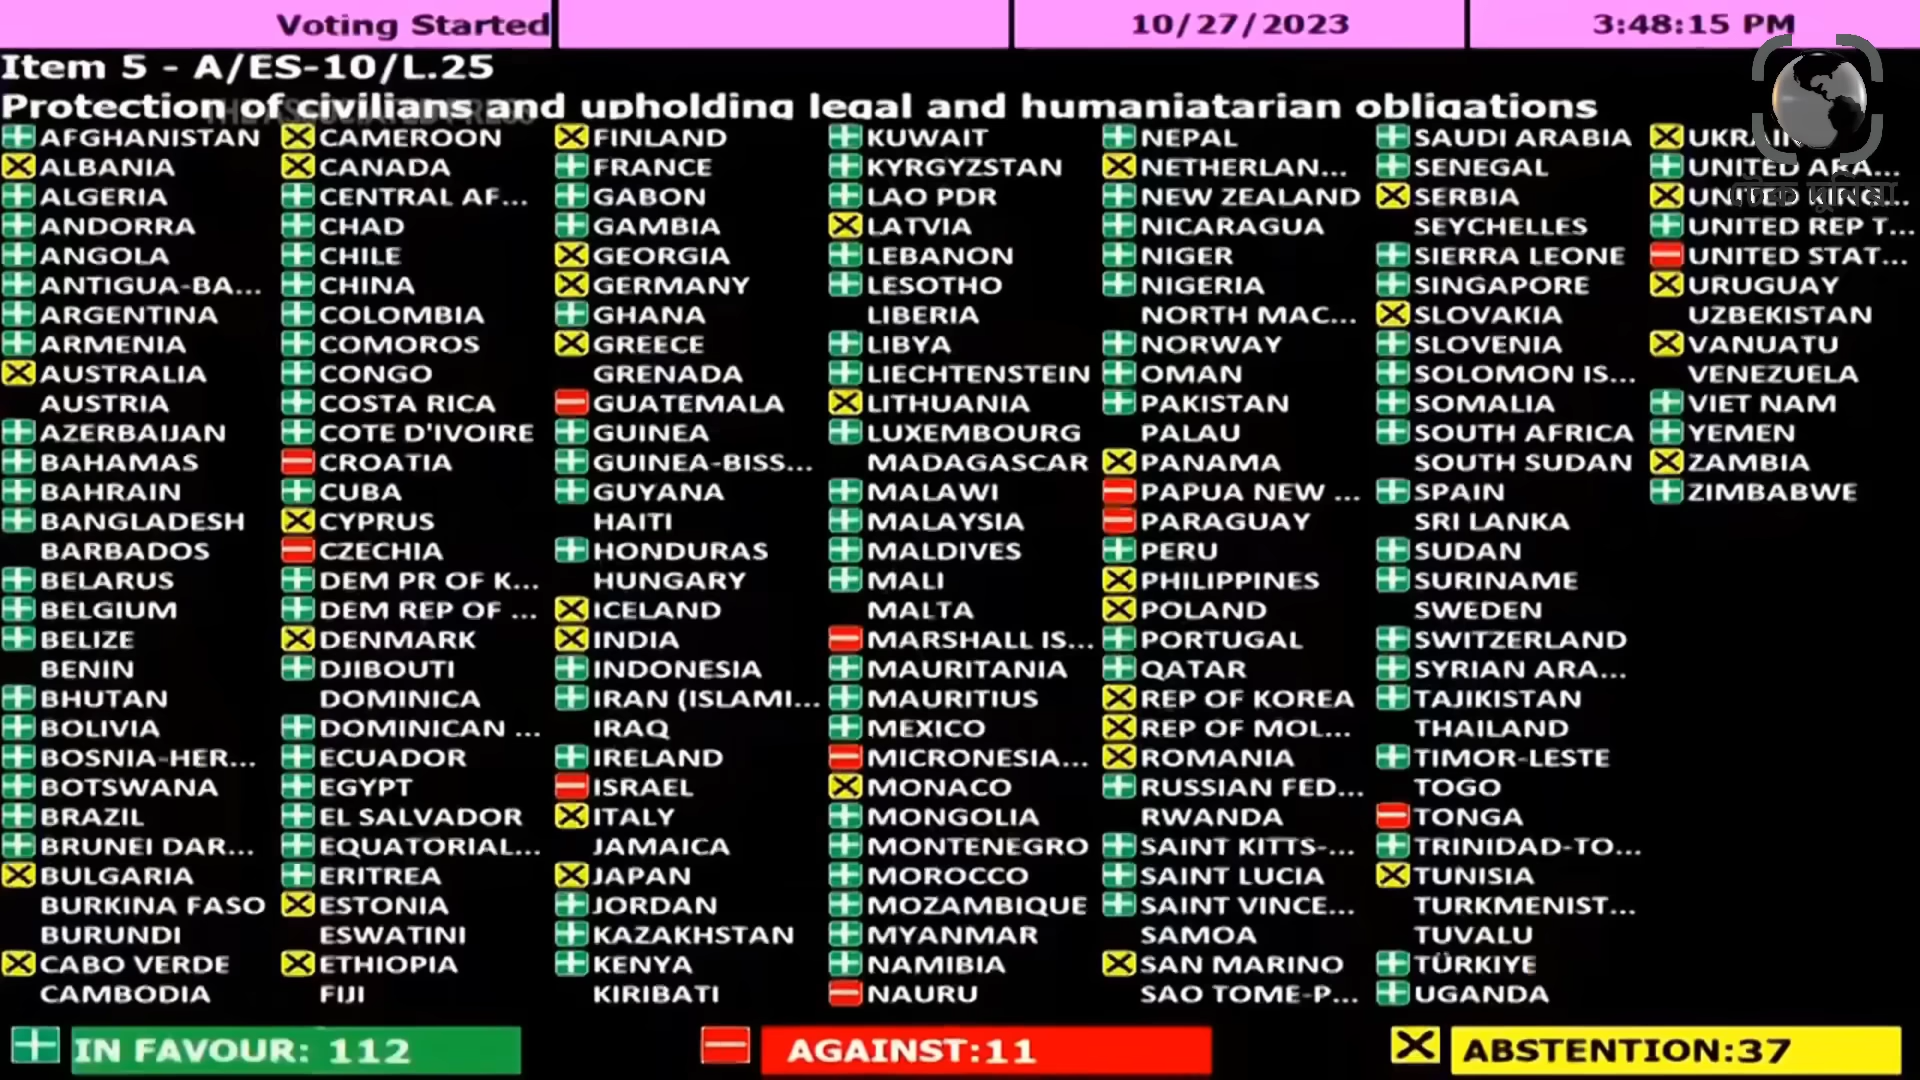 Voting Started 10/27/2023 3:48:15 PM
Item 5 - A/ES-10/L.25
Protection of civilians and upholding legal and humaniatarian obligations
AFGHANISTAN
ALBANIA
ALGERIA
ANDORRA
ANGOLA
ANTIGUA-BA...
ARGENTINA
ARMENIA
AUSTRALIA
AUSTRIA
AZERBAIJAN
BAHAMAS
BAHRAIN
BANGLADESH
BARBADOS
BELARUS
BELGIUM
BELIZE
BENIN
BHUTAN
BOLIVIA
BOSNIA-HER...
BOTSWANA
BRAZIL
BRUNEI DAR...
BULGARIA
BURKINA FASO
BURUNDI
CABO VERDE
CAMBODIA
CAMEROON
CANADA
CENTRAL AF...
CHAD
CHILE
CHINA
COLOMBIA
COMOROS
CONGO
COSTA RICA
COTE D'IVOIRE
CROATIA
CUBA
CYPRUS
CZECHIA
DEM PR OF K...
DEM REP OF ...
DENMARK
DJIBOUTI
DOMINICA
DOMINICAN ...
ECUADOR
EGYPT
EL SALVADOR
EQUATORIAL...
ERITREA
ESTONIA
ESWATINI
ETHIOPIA
FIJI
FINLAND
FRANCE
GABON
GAMBIA
GEORGIA
GERMANY
GHANA
GREECE
GRENADA
GUATEMALA
GUINEA
GUINEA-BISS...
GUYANA
HAITI
HONDURAS
HUNGARY
ICELAND
INDIA
INDONESIA
IRAN (ISLAMI...
IRAQ
IRELAND
ISRAEL
ITALY
JAMAICA
JAPAN
JORDAN
KAZAKHSTAN
KENYA
KIRIBATI
KUWAIT
KYRGYZSTAN
LAO PDR
LATVIA
LEBANON
LESOTHO
LIBERIA
LIBYA
LIECHTENSTEIN
LITHUANIA
LUXEMBOURG
MADAGASCAR
MALAWI
MALAYSIA
MALDIVES
MALI
MALTA
MARSHALL IS...
MAURITANIA
MAURITIUS
MEXICO
MICRONESIA...
MONACO
MONGOLIA
MONTENEGRO
MOROCCO
MOZAMBIQUE
MYANMAR
NAMIBIA
NAURU
NEPAL
NETHERLAN...
NEW ZEALAND
NICARAGUA
NIGER
NIGERIA
NORTH MAC...
NORWAY
OMAN
PAKISTAN
PALAU
PANAMA
PAPUA NEW ...
PARAGUAY
PERU
PHILIPPINES
POLAND
PORTUGAL
QATAR
REP OF KOREA
REP OF MOL...
ROMANIA
RUSSIAN FED...
RWANDA
SAINT KITTS-...
SAINT LUCIA
SAINT VINCE...
SAMOA
SAN MARINO
SAO TOME-P...
SAUDI ARABIA
SENEGAL
SERBIA
SEYCHELLES
SIERRA LEONE
SINGAPORE
SLOVAKIA
SLOVENIA
SOLOMON IS...
SOMALIA
SOUTH AFRICA
SOUTH SUDAN
SPAIN
SRI LANKA
SUDAN
SURINAME
SWEDEN
SWITZERLAND
SYRIAN ARA...
TAJIKISTAN
THAILAND
TIMOR-LESTE
TOGO
TONGA
TRINIDAD-TO...
TUNISIA
TURKMENIST...
TUVALU
TÜRKIYE
UGANDA
UNITED ARA...
UNITED REP T...
UNITED STAT...
URUGUAY
UZBEKISTAN
VANUATU
VENEZUELA
VIET NAM
YEMEN
ZAMBIA
ZIMBABWE
IN FAVOUR: 112 AGAINST:11 ABSTENTION:37